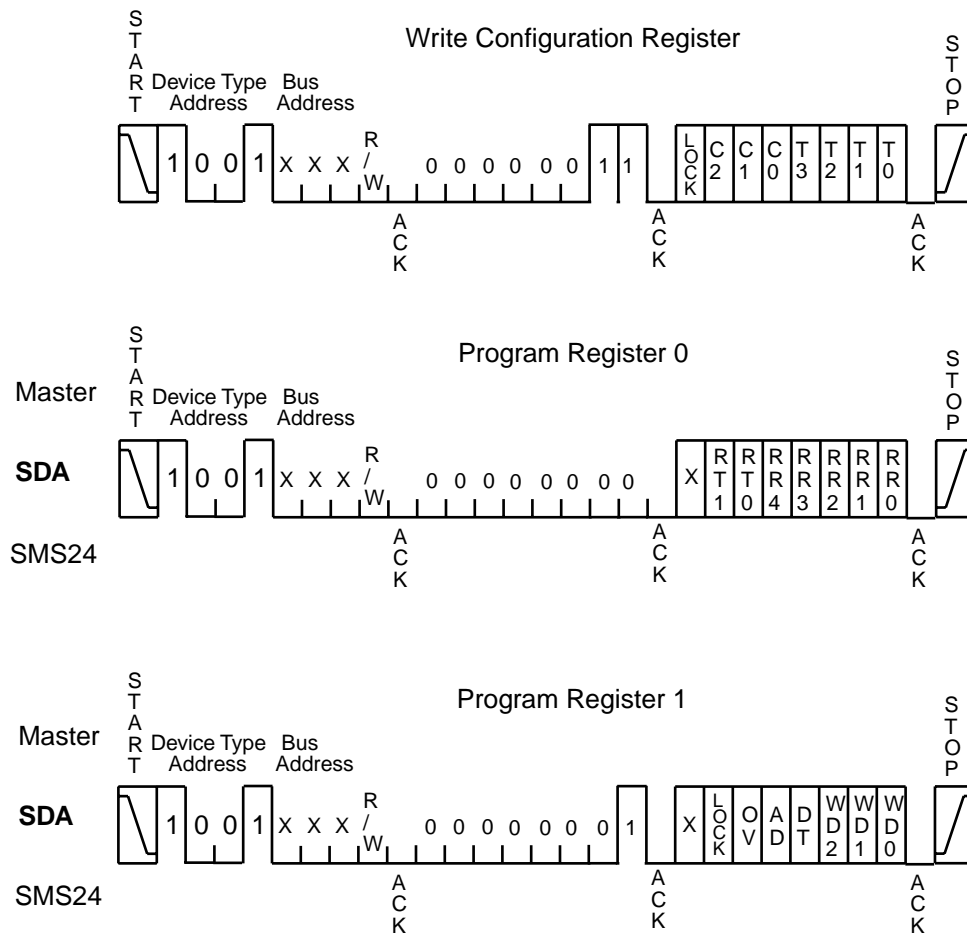 Write Configuration Register
START
STOP
Device Type Address
Bus Address
1 0 0 1 X X X R/W 0 0 0 0 0 0 1 1 LOCK C2 C1 C0 T3 T2 T1 T0
ACK ACK ACK
Program Register 0
START
STOP
Master
Device Type Address
Bus Address
SDA
1 0 0 1 X X X R/W 0 0 0 0 0 0 0 0 X RT1 RT0 RR4 RR3 RR2 RR1 RR0
SMS24
ACK ACK ACK
Program Register 1
START
STOP
Master
Device Type Address
Bus Address
SDA
1 0 0 1 X X X R/W 0 0 0 0 0 0 0 1 X LOCK OV AD DT WD2 WD1 WD0
SMS24
ACK ACK ACK